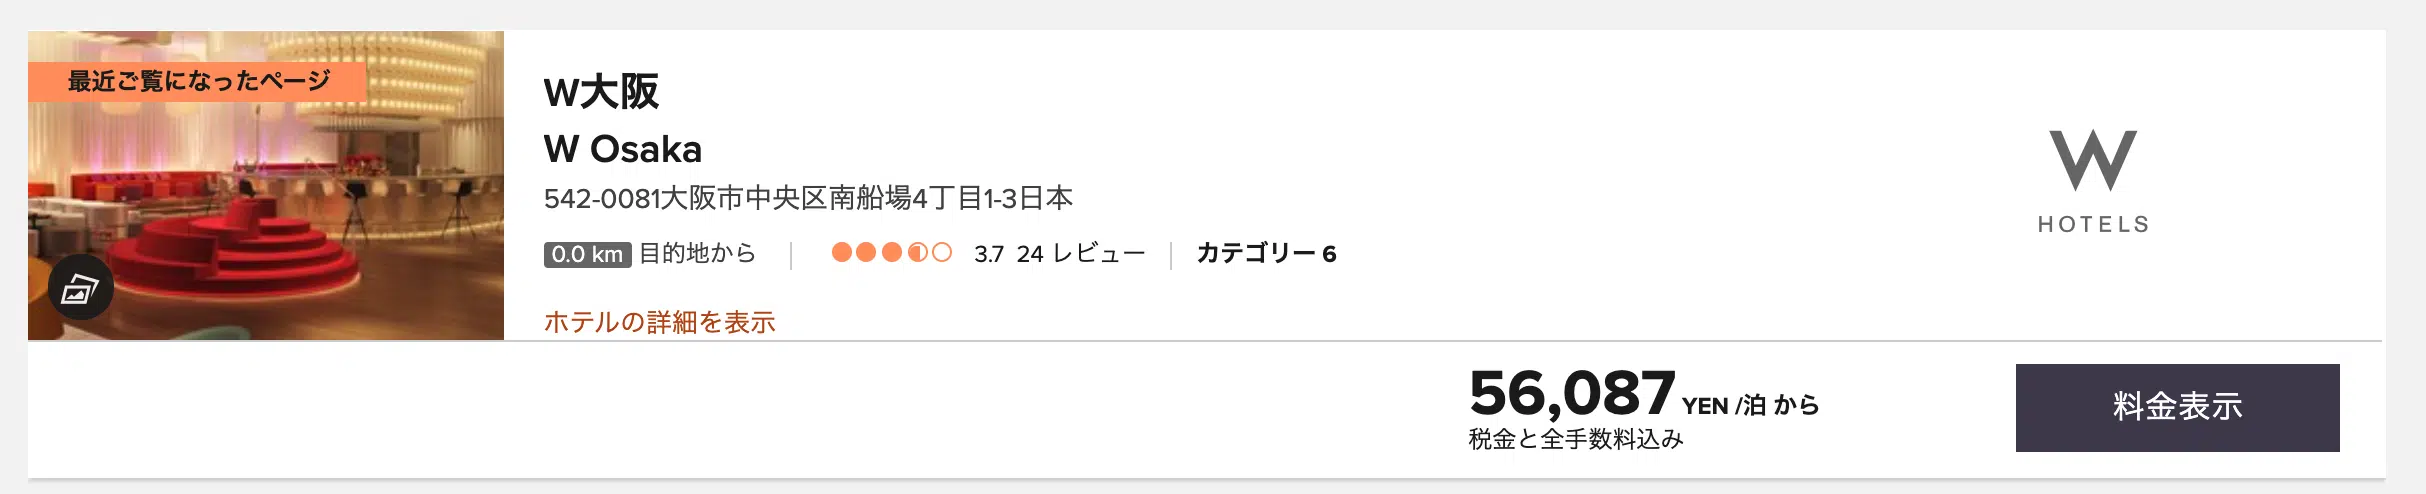 最近ご覧になったページ
W大阪
W Osaka
542-0081大阪市中央区南船場4丁目1-3日本
0.0 km 目的地から | 3.7 24 レビュー | カテゴリー 6
ホテルの詳細を表示
W
HOTELS
56,087 YEN /泊 から
税金と全手数料込み
料金表示